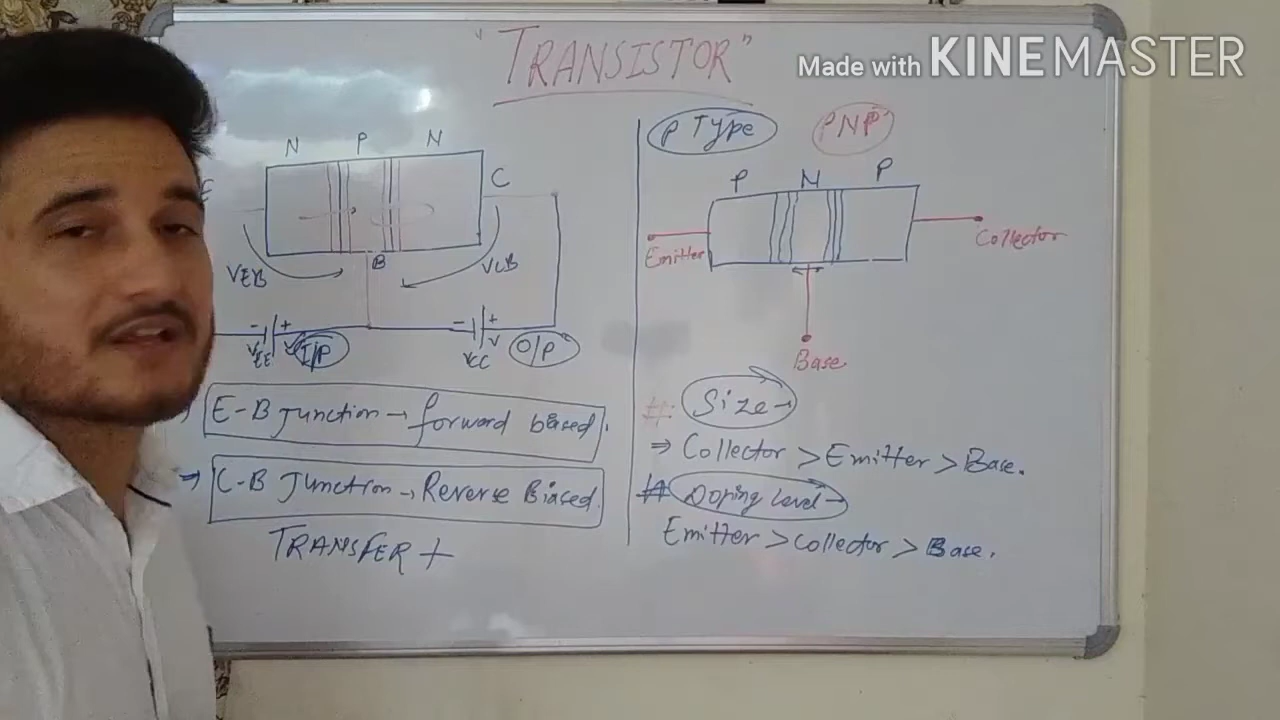 "TRANSISTOR"
Made with KINEMASTER
N P N
C
B
VEB
VCB
- +
- +
VEE
V
I/P
VCC
V
O/P
⇒ E-B Junction → forward biased.
⇒ C-B Junction → Reverse Biased.
TRANSFER +
P Type
PNP
P N P
Emitter
Collector
Base
#: Size →
⇒ Collector > Emitter > Base.
# Doping Level →
Emitter > Collector > Base.